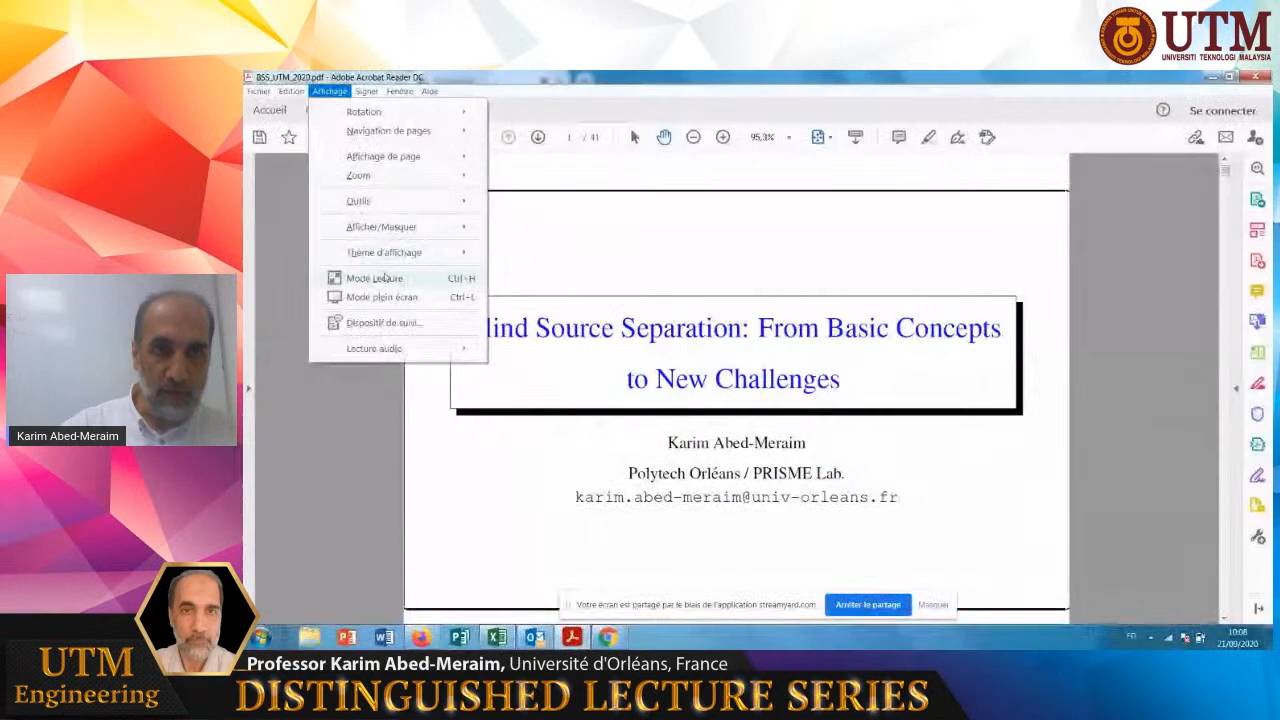 UTM
UNIVERSITI TEKNOLOGI MALAYSIA
BSS_UTM_2020.pdf - Adobe Acrobat Reader DC
Fichier Edition Affichage Signer Fenêtre Aide
Accueil
Se connecter
1 / 41
95,3%
Rotation
Navigation de pages
Affichage de page
Zoom
Outils
Afficher/Masquer
Thème d'affichage
Mode Lecture Ctrl+H
Mode plein écran Ctrl+L
Dispositif de suivi...
Lecture audio
lind Source Separation: From Basic Concepts
to New Challenges
Karim Abed-Meraim
Polytech Orléans / PRISME Lab.
karim.abed-meraim@univ-orleans.fr
Karim Abed-Meraim
Votre écran est partagé par le biais de l'application streamyard.com
Arrêter le partage
Masquer
FR
10:08
21/09/2020
UTM
Engineering
Professor Karim Abed-Meraim, Université d'Orléans, France
DISTINGUISHED LECTURE SERIES